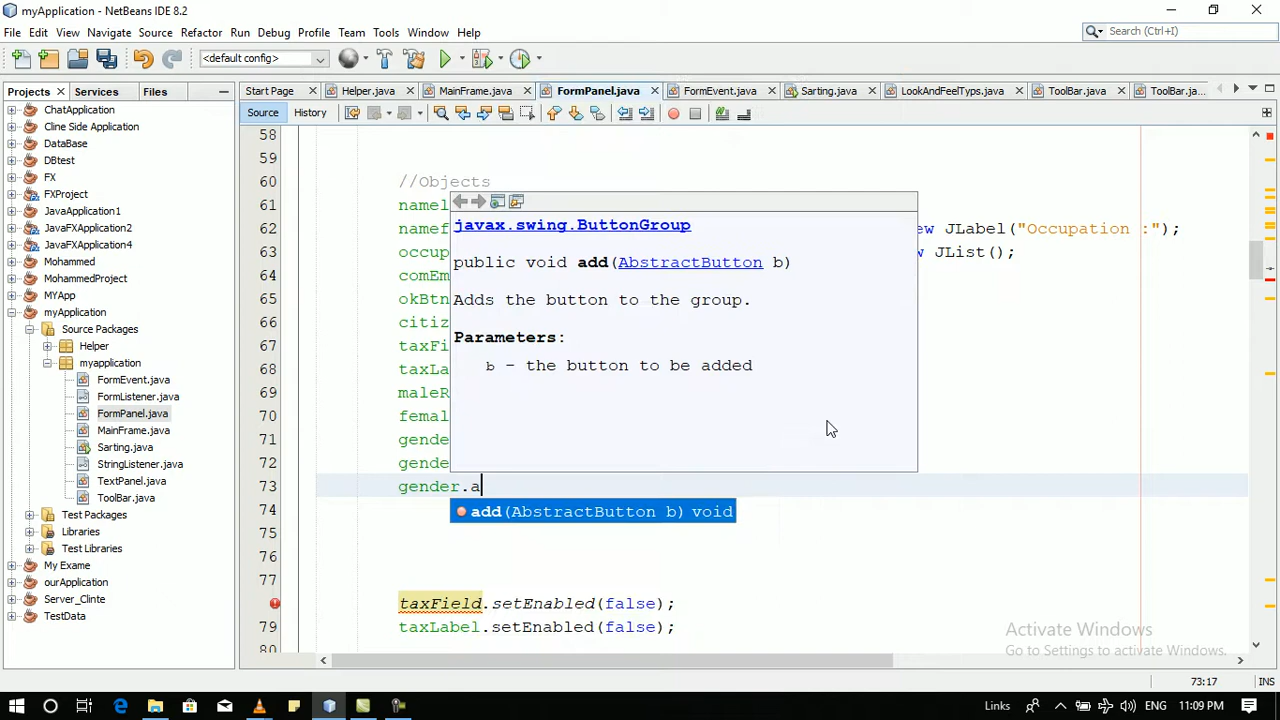 myApplication - NetBeans IDE 8.2
File Edit View Navigate Source Refactor Run Debug Profile Team Tools Window Help
Search (Ctrl+I)
<default config>
Projects Services Files
Start Page Helper.java MainFrame.java FormPanel.java FormEvent.java Sarting.java LookAndFeelTyps.java ToolBar.java ToolBar.ja...
Source History
ChatApplication
Cline Side Application
DataBase
DBtest
FX
FXProject
JavaApplication1
JavaFXApplication2
JavaFXApplication4
Mohammed
MohammedProject
MYApp
myApplication
Source Packages
Helper
myapplication
FormEvent.java
FormListener.java
FormPanel.java
MainFrame.java
Sarting.java
StringListener.java
TextPanel.java
ToolBar.java
Test Packages
Libraries
Test Libraries
My Exame
ourApplication
Server_Clinte
TestData
58
59
60 //Objects
61 namel
62 namef ew JLabel("Occupation :");
63 occup w JList();
64 comEm
65 okBtn
66 citiz
67 taxFi
68 taxLa
69 maleR
70 femal
71 gende
72 gende
73 gender.a
74
75
76
77
taxField.setEnabled(false);
79 taxLabel.setEnabled(false);
80
javax.swing.ButtonGroup
public void add(AbstractButton b)
Adds the button to the group.
Parameters:
b - the button to be added
add(AbstractButton b) void
Activate Windows
Go to Settings to activate Windows.
73:17 INS
Links ENG 11:09 PM